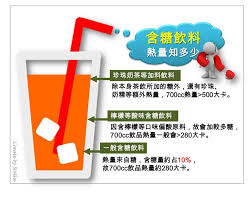 含糖飲料
熱量知多少
珍珠奶茶等加料飲料
除本身茶飲所加的糖外，還有珍珠、
奶精等額外熱量，700cc熱量>500大卡。
檸檬等酸味含糖飲料
因含檸檬等口味偏酸原料，故會加較多糖，
700cc飲品熱量一般會>280大卡。
一般含糖飲料
熱量來自糖，含糖量約占10%，
故700cc飲品熱量約280大卡。